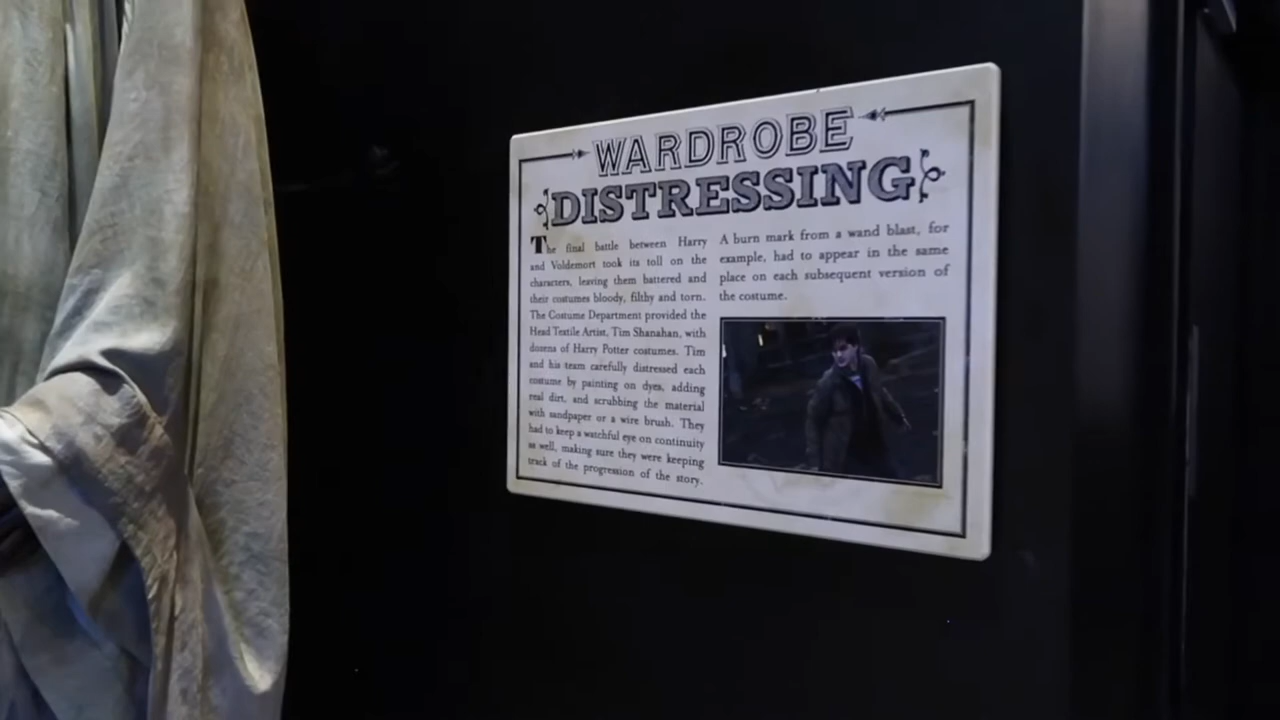 WARDROBE
DISTRESSING
The final battle between Harry
and Voldemort took its toll on the
characters, leaving them battered and
their costumes bloody, filthy and torn.
The Costume Department provided the
Head Textile Artist, Tim Shanahan, with
dozens of Harry Potter costumes. Tim
and his team carefully distressed each
costume by painting on dyes, adding
real dirt, and scrubbing the material
with sandpaper or a wire brush. They
had to keep a watchful eye on continuity
as well, making sure they were keeping
track of the progression of the story.
A burn mark from a wand blast, for
example, had to appear in the same
place on each subsequent version of
the costume.